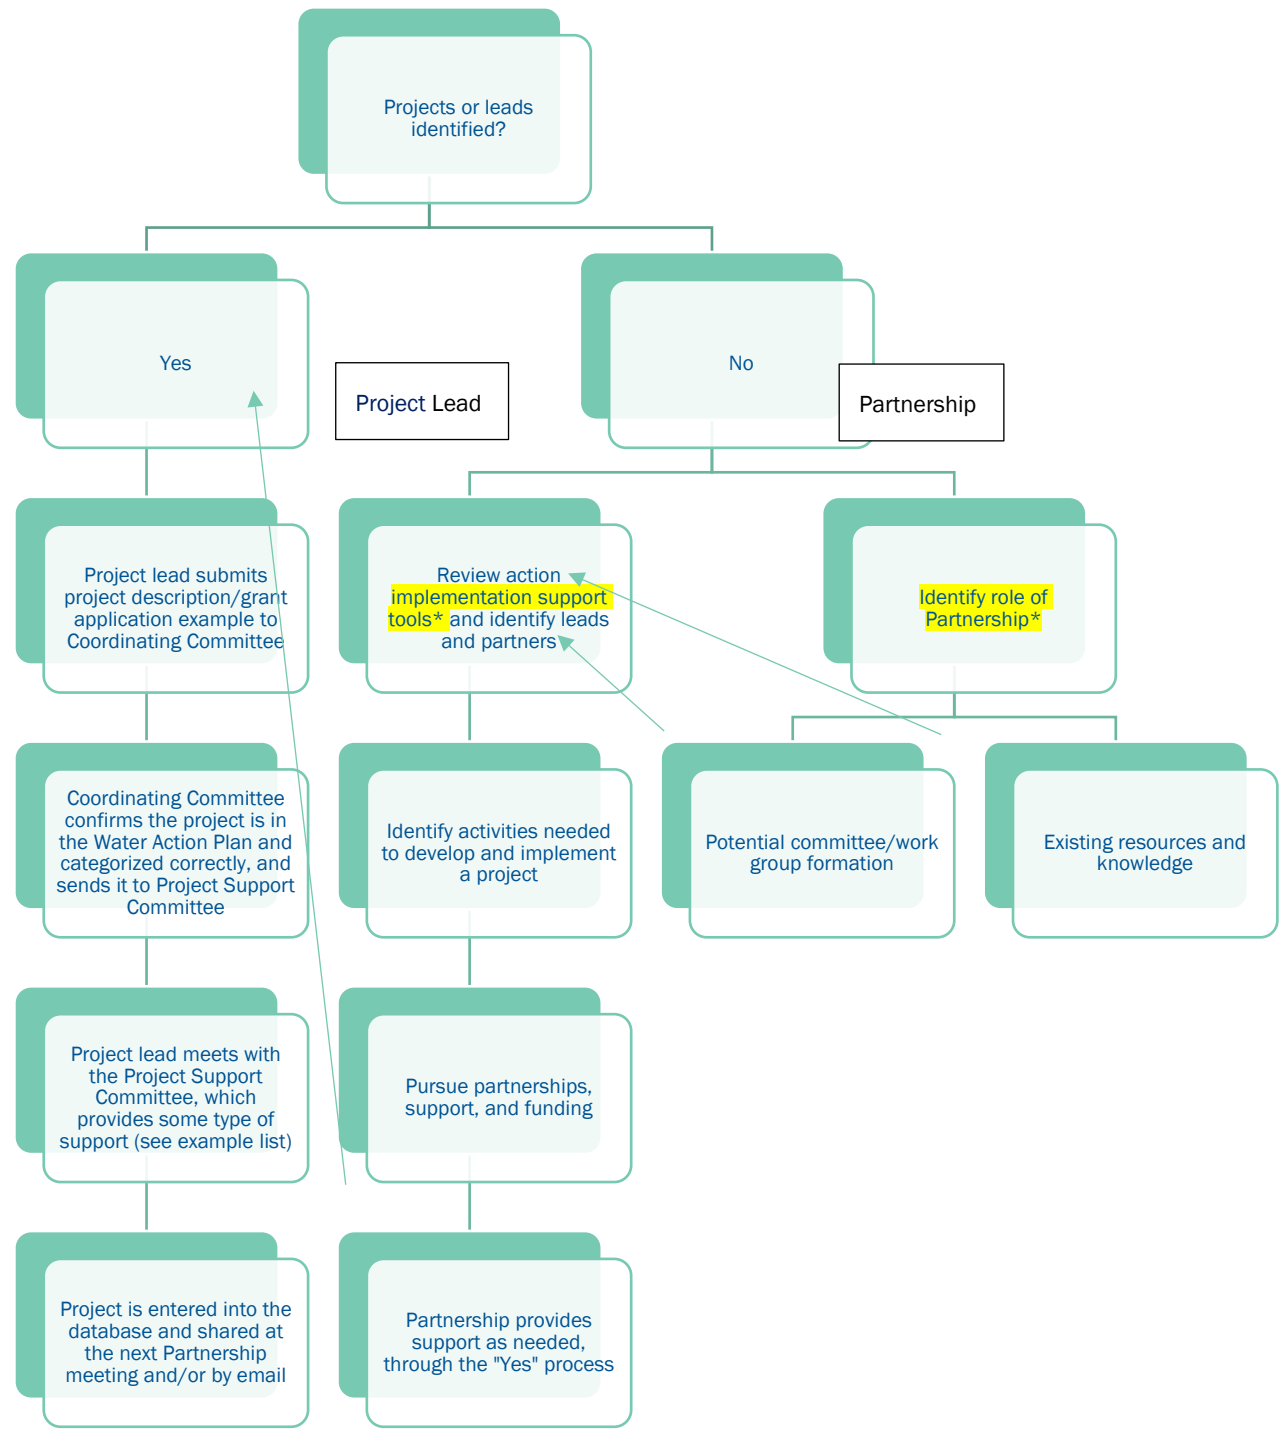 Projects or leads
identified?
Yes
No
Project Lead
Partnership
Project lead submits
project description/grant
application example to
Coordinating Committee
Review action
implementation support
tools* and identify leads
and partners
Identify role of
Partnership*
Coordinating Committee
confirms the project is in
the Water Action Plan and
categorized correctly, and
sends it to Project Support
Committee
Identify activities needed
to develop and implement
a project
Potential committee/work
group formation
Existing resources and
knowledge
Project lead meets with
the Project Support
Committee, which
provides some type of
support (see example list)
Pursue partnerships,
support, and funding
Project is entered into the
database and shared at
the next Partnership
meeting and/or by email
Partnership provides
support as needed,
through the "Yes" process